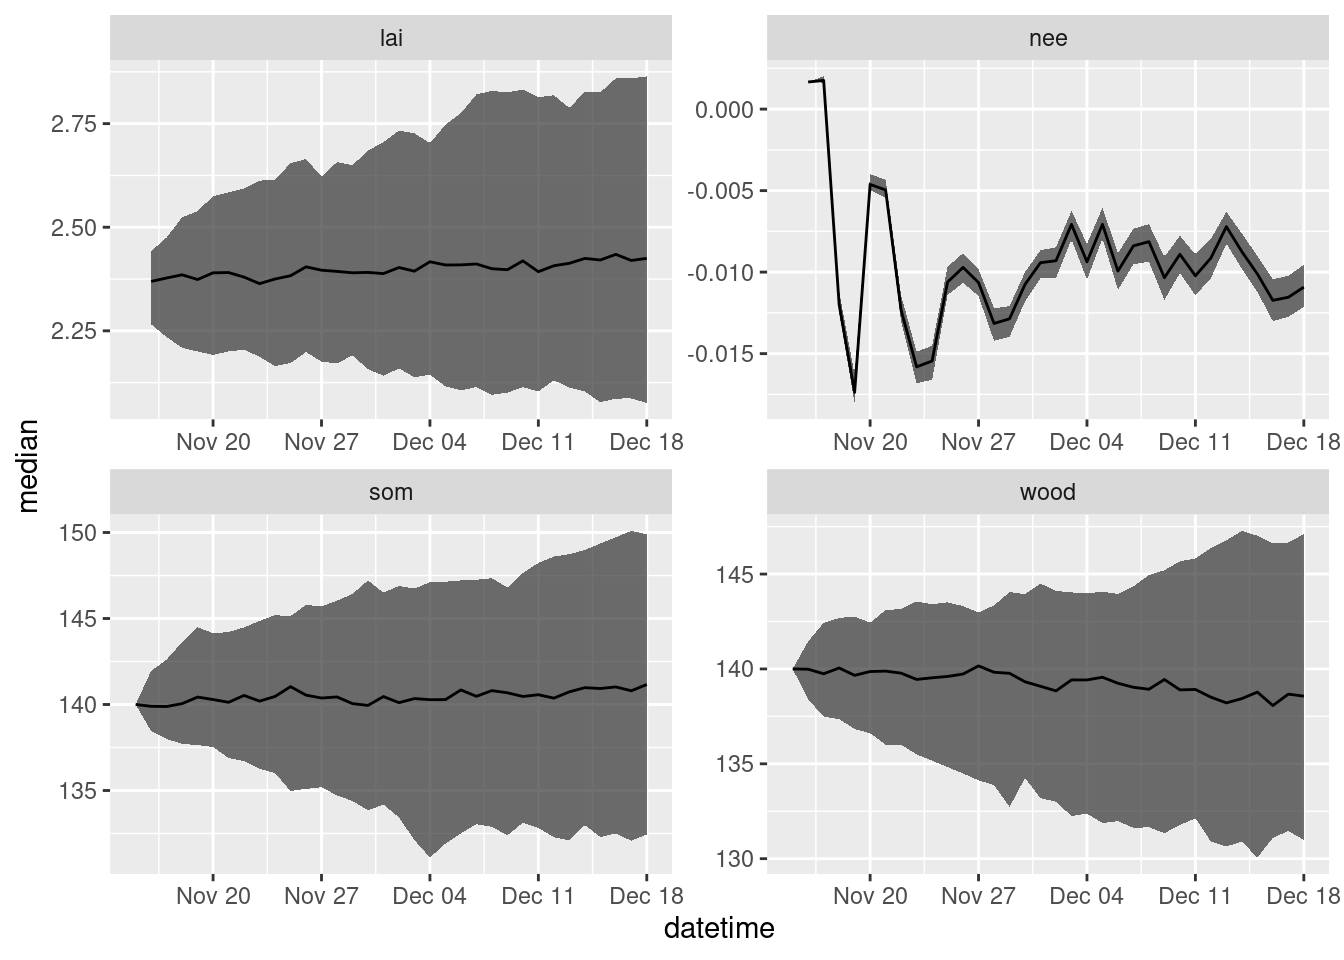 lai
nee
2.75
2.50
2.25
0.000
-0.005
-0.010
-0.015
Nov 20 Nov 27 Dec 04 Dec 11 Dec 18
Nov 20 Nov 27 Dec 04 Dec 11 Dec 18
median
som
wood
150
145
140
135
145
140
135
130
Nov 20 Nov 27 Dec 04 Dec 11 Dec 18
Nov 20 Nov 27 Dec 04 Dec 11 Dec 18
datetime